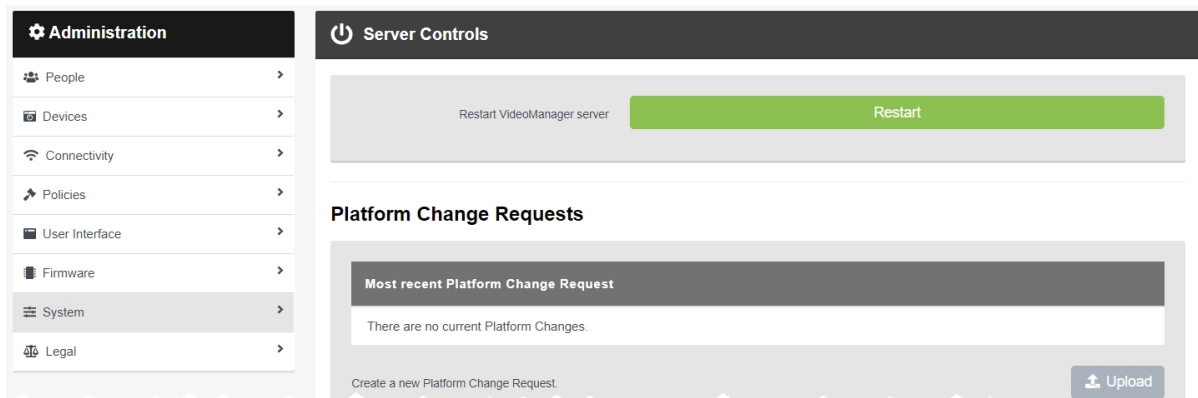 Administration
People
Devices
Connectivity
Policies
User Interface
Firmware
System
Legal
Server Controls
Restart VideoManager server
Restart
Platform Change Requests
Most recent Platform Change Request
There are no current Platform Changes.
Create a new Platform Change Request.
Upload